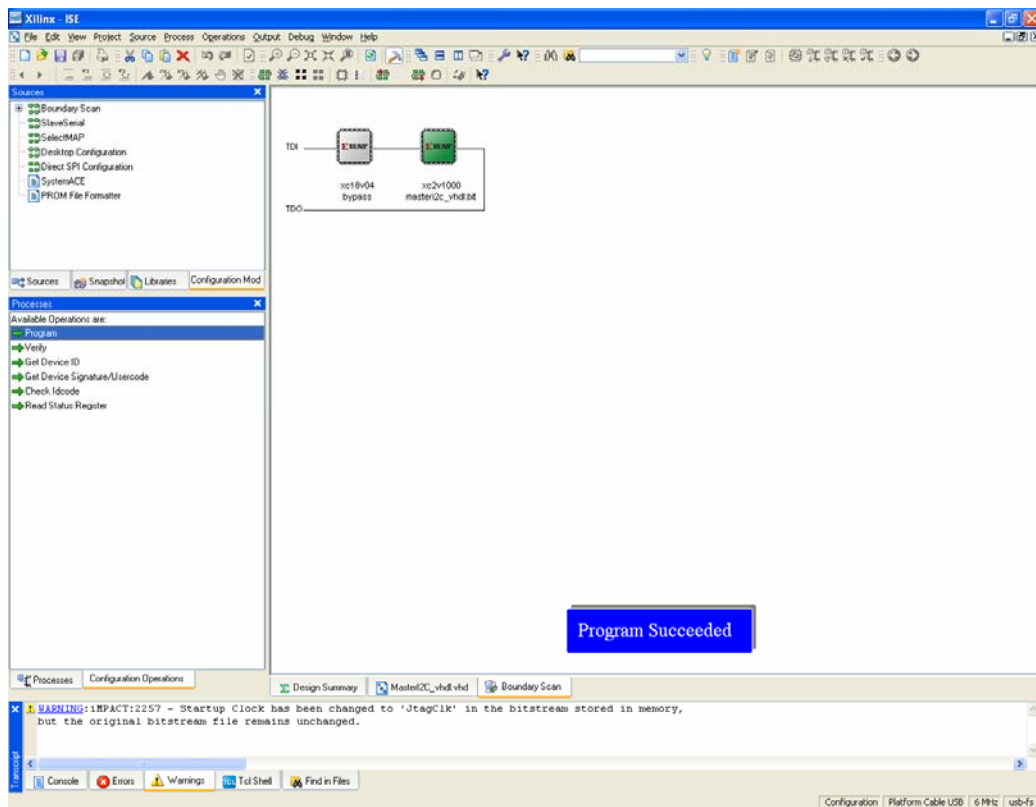 Xilinx - ISE
File Edit View Project Source Process Operations Output Debug Window Help
Sources
Boundary Scan
SlaveSerial
SelectMAP
Desktop Configuration
Direct SPI Configuration
SystemACE
PROM File Formatter
Sources Snapshot Libraries Configuration Mod
Processes
Available Operations are:
Program
Verify
Get Device ID
Get Device Signature/Usercode
Check Idcode
Read Status Register
Processes Configuration Operations
TDI
XILINX XILINX
xc18v04 xc2v1000
bypass masteri2c_vhdl.bit
TDO
Program Succeeded
Design Summary MasterI2C_vhdl.vhd Boundary Scan
WARNING:iMPACT:2257 - Startup Clock has been changed to 'JtagClk' in the bitstream stored in memory,
but the original bitstream file remains unchanged.
Transcript
Console Errors Warnings Tcl Shell Find in Files
Configuration Platform Cable USB 6 MHz usb-fs